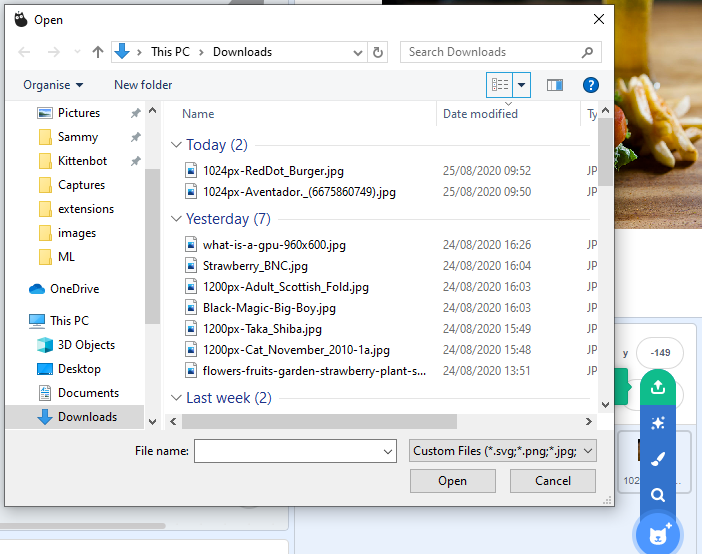 Open
This PC > Downloads
Search Downloads
Organise
New folder
Name
Date modified
Ty
Pictures
Sammy
Kittenbot
Captures
extensions
images
ML
OneDrive
This PC
3D Objects
Desktop
Documents
Downloads
Today (2)
1024px-RedDot_Burger.jpg 25/08/2020 09:52 JP
1024px-Aventador._(6675860749).jpg 25/08/2020 09:50 JP
Yesterday (7)
what-is-a-gpu-960x600.jpg 24/08/2020 16:26 JP
Strawberry_BNC.jpg 24/08/2020 16:04 JP
1200px-Adult_Scottish_Fold.jpg 24/08/2020 16:03 JP
Black-Magic-Big-Boy.jpg 24/08/2020 16:03 JP
1200px-Taka_Shiba.jpg 24/08/2020 15:49 JP
1200px-Cat_November_2010-1a.jpg 24/08/2020 15:48 JP
flowers-fruits-garden-strawberry-plant-s... 24/08/2020 13:51 JP
Last week (2)
File name:
Custom Files (*.svg;*.png;*.jpg;
Open
Cancel
y -149